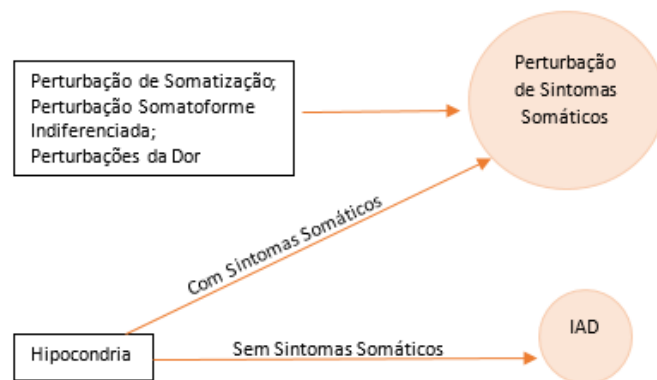 Perturbação de Somatização;
Perturbação Somatoforme
Indiferenciada;
Perturbações da Dor
Perturbação
de Sintomas
Somáticos
Com Sintomas Somáticos
Hipocondria
Sem Sintomas Somáticos
IAD